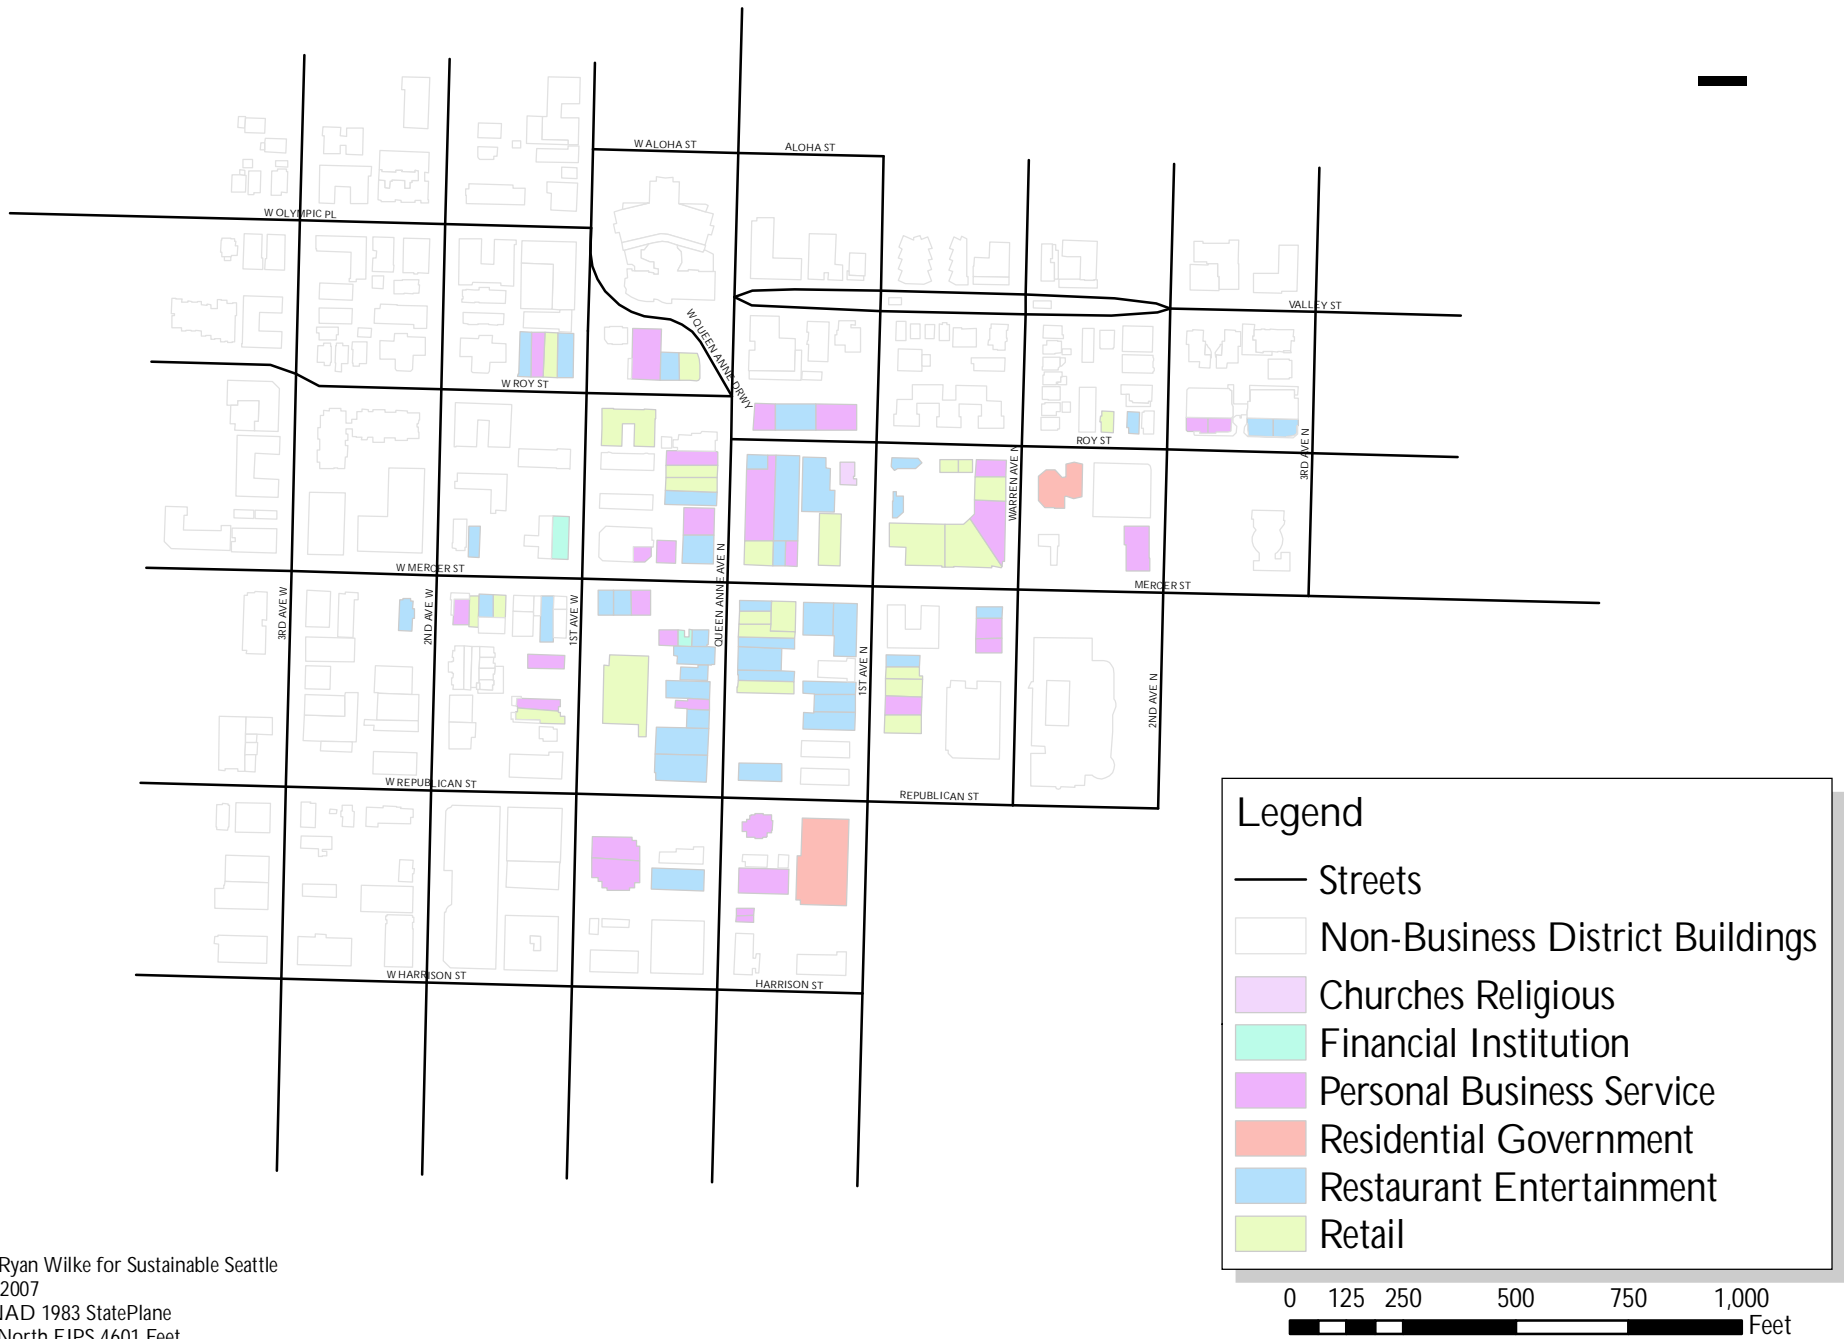 W ALOHA ST
ALOHA ST
W OLYMPIC PL
VALLEY ST
W QUEEN ANNE DRWY
W ROY ST
ROY ST
3RD AVE N
WARREN AVE N
QUEEN ANNE AVE N
W MERCER ST
MERCER ST
3RD AVE W
2ND AVE W
1ST AVE W
1ST AVE N
2ND AVE N
W REPUBLICAN ST
REPUBLICAN ST
W HARRISON ST
HARRISON ST
Legend
Streets
Non-Business District Buildings
Churches Religious
Financial Institution
Personal Business Service
Residential Government
Restaurant Entertainment
Retail
0 125 250 500 750 1,000
Feet
Ryan Wilke for Sustainable Seattle
2007
1983 StatePlane
North FIPS 4601 Feet